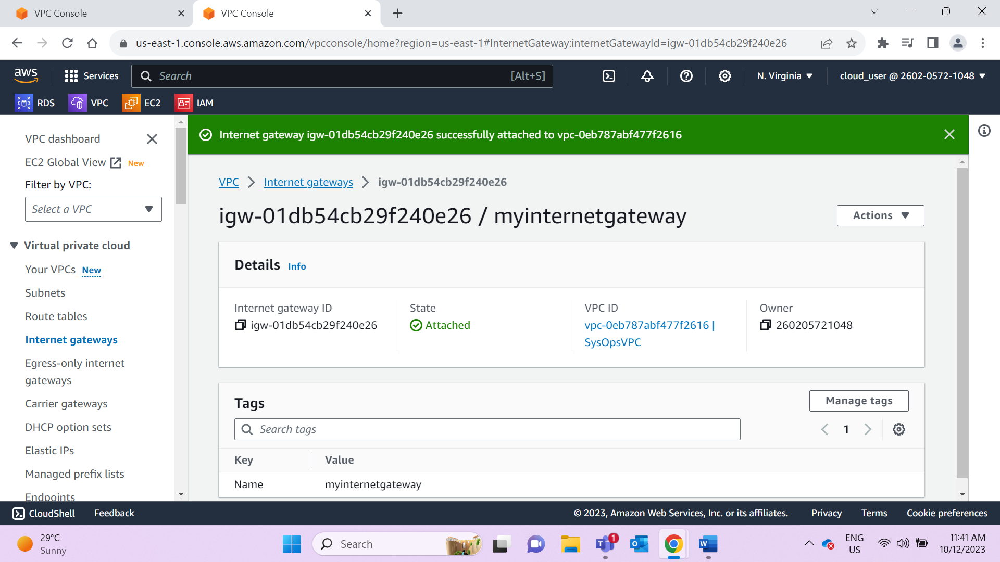 VPC Console
VPC Console
us-east-1.console.aws.amazon.com/vpcconsole/home?region=us-east-1#InternetGateway:internetGatewayId=igw-01db54cb29f240e26
aws
Services
Search
[Alt+S]
N. Virginia
cloud_user @ 2602-0572-1048
RDS
VPC
EC2
IAM
VPC dashboard
EC2 Global View New
Filter by VPC:
Select a VPC
Virtual private cloud
Your VPCs New
Subnets
Route tables
Internet gateways
Egress-only internet
gateways
Carrier gateways
DHCP option sets
Elastic IPs
Managed prefix lists
Endpoints
Internet gateway igw-01db54cb29f240e26 successfully attached to vpc-0eb787abf477f2616
VPC
Internet gateways
igw-01db54cb29f240e26
igw-01db54cb29f240e26 / myinternetgateway
Actions
Details Info
Internet gateway ID
igw-01db54cb29f240e26
State
Attached
VPC ID
vpc-0eb787abf477f2616 |
SysOpsVPC
Owner
260205721048
Tags
Manage tags
Search tags
1
Key
Value
Name
myinternetgateway
CloudShell
Feedback
© 2023, Amazon Web Services, Inc. or its affiliates.
Privacy
Terms
Cookie preferences
29°C
Sunny
Search
T
1
O
W
ENG
US
11:41 AM
10/12/2023